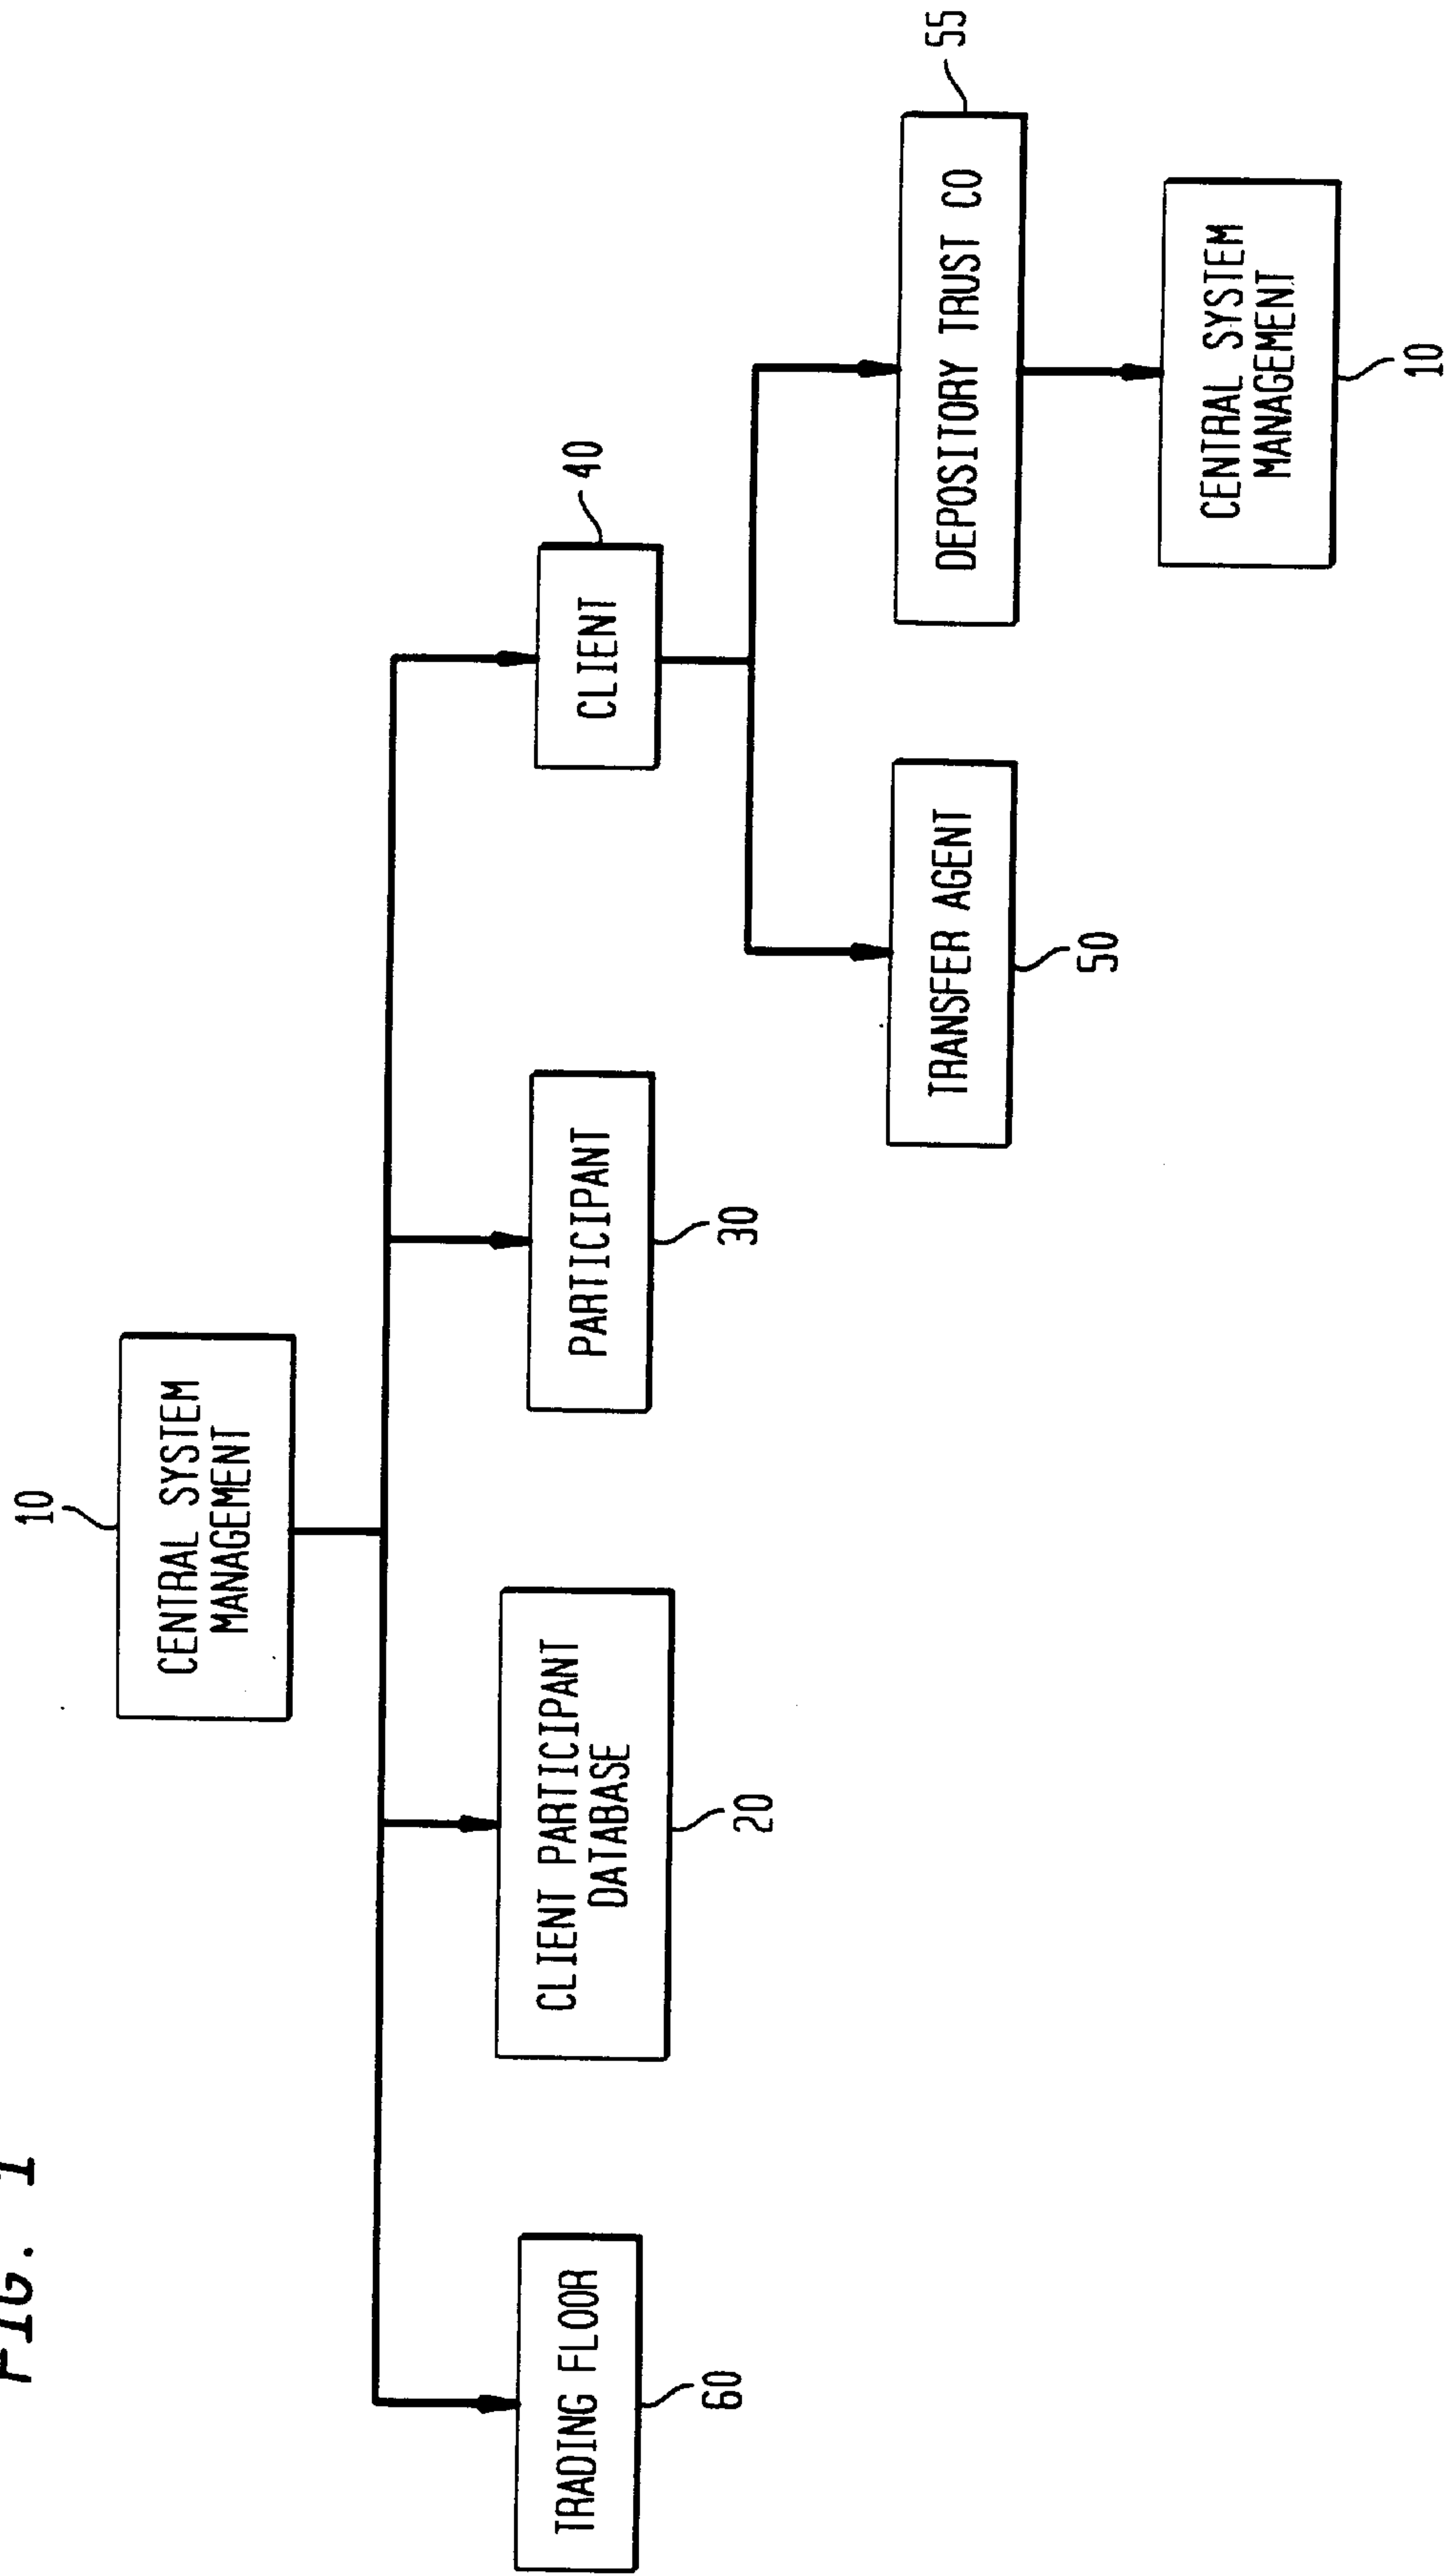 FIG. 1
10
CENTRAL SYSTEM
MANAGEMENT
TRADING FLOOR
60
CLIENT PARTICIPANT
DATABASE
20
PARTICIPANT
30
CLIENT
40
TRANSFER AGENT
50
DEPOSITORY TRUST CO
55
CENTRAL SYSTEM
MANAGEMENT
10